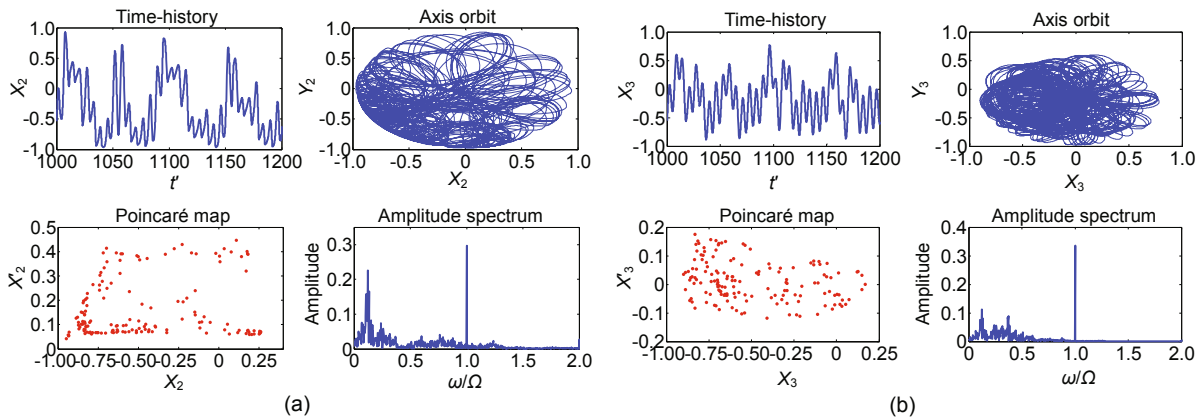 Time-history
1.0
0.5
0
-0.5
-1.0
X2
1000 1050 1100 1150 1200
t'
Axis orbit
1.0
0.5
0
-0.5
-1.0
Y2
-1.0 -0.5 0 0.5 1.0
X2
Poincaré map
0.5
0.4
0.3
0.2
0.1
0
X'2
-1.00 -0.75 -0.50 -0.25 0 0.25
X2
Amplitude spectrum
0.3
0.2
0.1
0
Amplitude
0 0.5 1.0 1.5 2.0
ω/Ω
(a)
Time-history
1.0
0.5
0
-0.5
-1.0
X3
1000 1050 1100 1150 1200
t'
Axis orbit
1.0
0.5
0
-0.5
-1.0
Y3
-1.0 -0.5 0 0.5 1.0
X3
Poincaré map
0.2
0.1
0
-0.1
-0.2
X'3
-1.00 -0.75 -0.50 -0.25 0 0.25
X3
Amplitude spectrum
0.4
0.3
0.2
0.1
0
Amplitude
0 0.5 1.0 1.5 2.0
ω/Ω
(b)